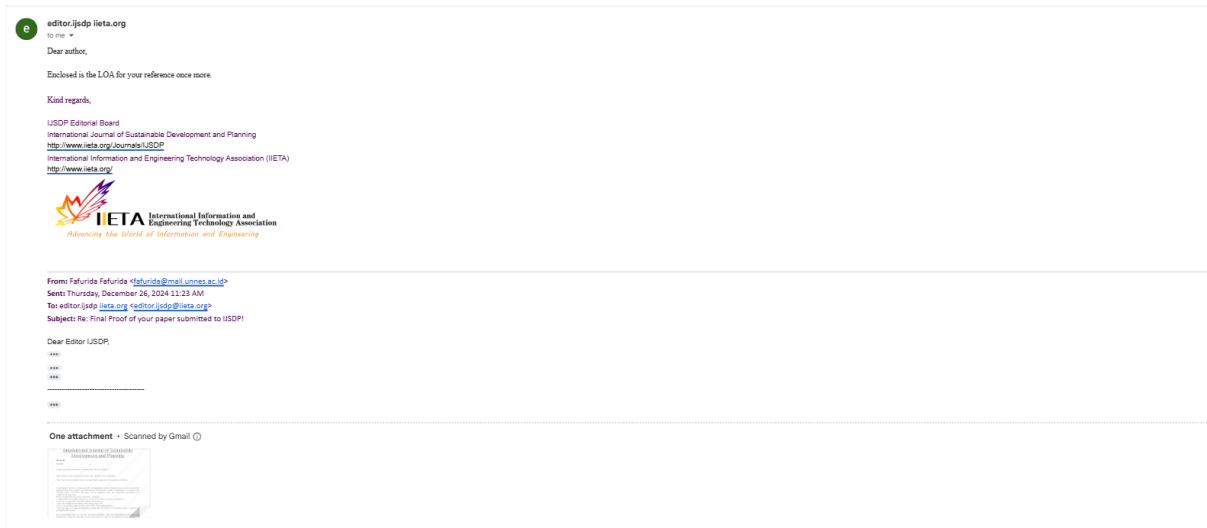 e
editor.ijsdp iieta.org
to me
Dear author,
Enclosed is the LOA for your reference once more.
Kind regards,
IJSDP Editorial Board
International Journal of Sustainable Development and Planning
http://www.iieta.org/Journals/IJSDP
International Information and Engineering Technology Association (IIETA)
http://www.iieta.org/
IIETA International Information and
Engineering Technology Association
Advancing the World of Information and Engineering
From: Fafurida Fafurida <fafurida@mail.unnes.ac.id>
Sent: Thursday, December 26, 2024 11:23 AM
To: editor.ijsdp iieta.org <editor.ijsdp@iieta.org>
Subject: Re: Final Proof of your paper submitted to IJSDP!
Dear Editor IJSDP,
----------------------------------------
One attachment • Scanned by Gmail
International Journal of Sustainable
Development and Planning